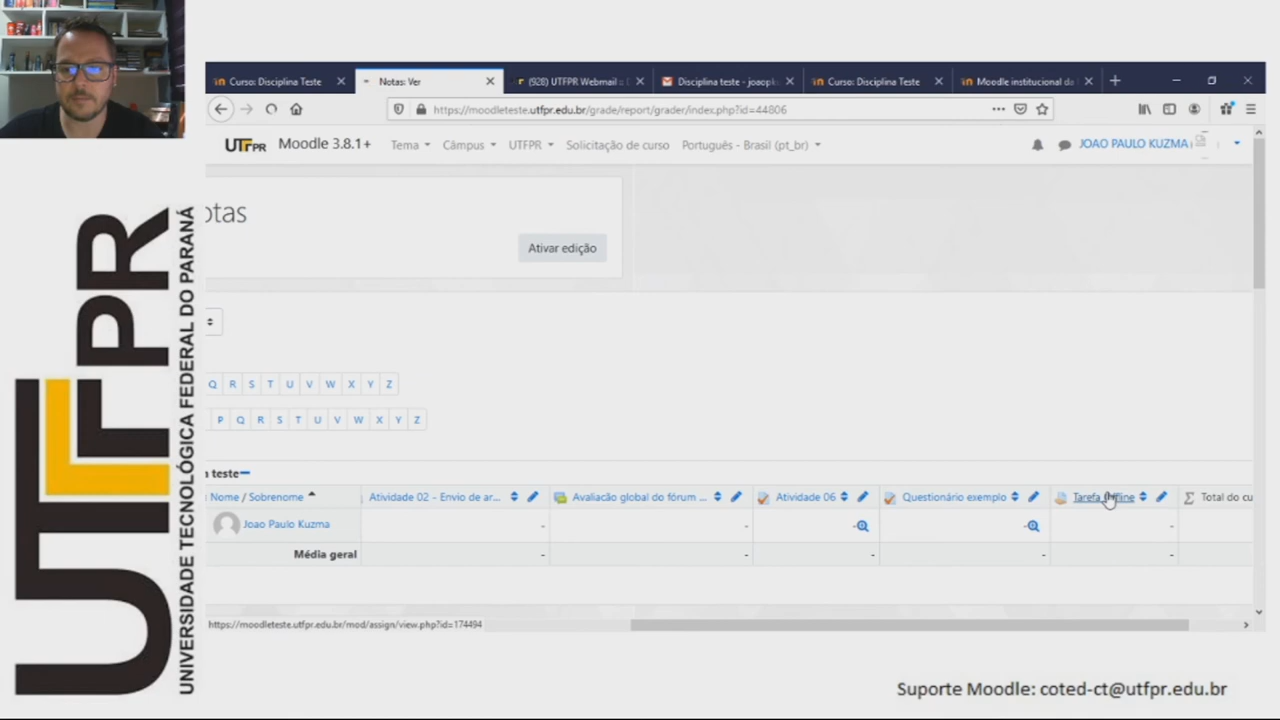 Curso: Disciplina Teste
Notas: Ver
(928) UTFPR Webmail ::
Disciplina teste - joaopk
Curso: Disciplina Teste
Moodle institucional da
https://moodleteste.utfpr.edu.br/grade/report/grader/index.php?id=44806
UTFPR Moodle 3.8.1+ Tema Câmpus UTFPR Solicitação de curso Português - Brasil (pt_br) JOAO PAULO KUZMA
otas
Ativar edição
Q R S T U V W X Y Z
P Q R S T U V W X Y Z
teste
Nome / Sobrenome Atividade 02 - Envio de ar... Avaliação global do fórum ... Atividade 06 Questionário exemplo Tarefa offline Σ Total do cu
Joao Paulo Kuzma - - - - -
Média geral - - - - -
https://moodleteste.utfpr.edu.br/mod/assign/view.php?id=174494
UTFPR
UNIVERSIDADE TECNOLÓGICA FEDERAL DO PARANÁ
Suporte Moodle: coted-ct@utfpr.edu.br